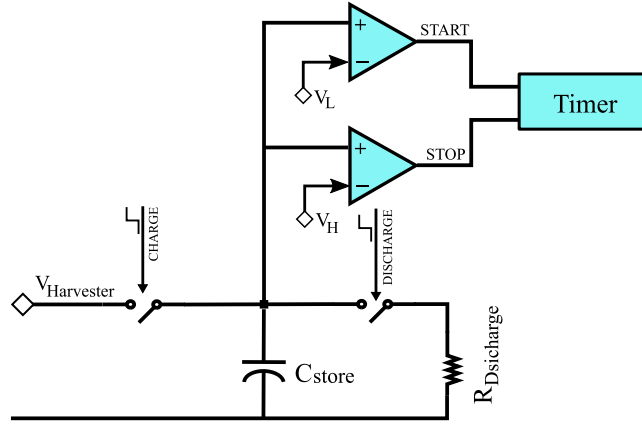 START
+
−
V_L
Timer
+
−
STOP
V_H
CHARGE
DISCHARGE
V_Harvester
C_store
R_Dsicharge